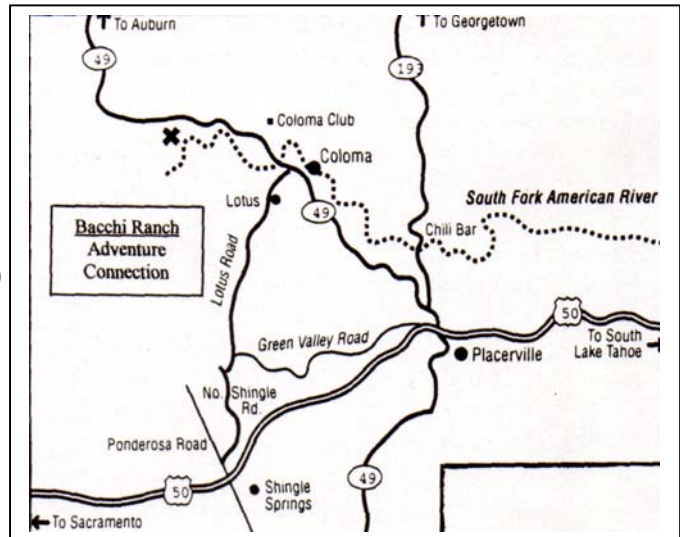 To Auburn
To Georgetown
49
193
Coloma Club
Coloma
South Fork American River
Lotus
49
Chili Bar
Bacchi Ranch
Adventure
Connection
Lotus Road
50
Green Valley Road
To South
Lake Tahoe
Placerville
No. Shingle
Rd.
Ponderosa Road
50
Shingle
Springs
49
To Sacramento